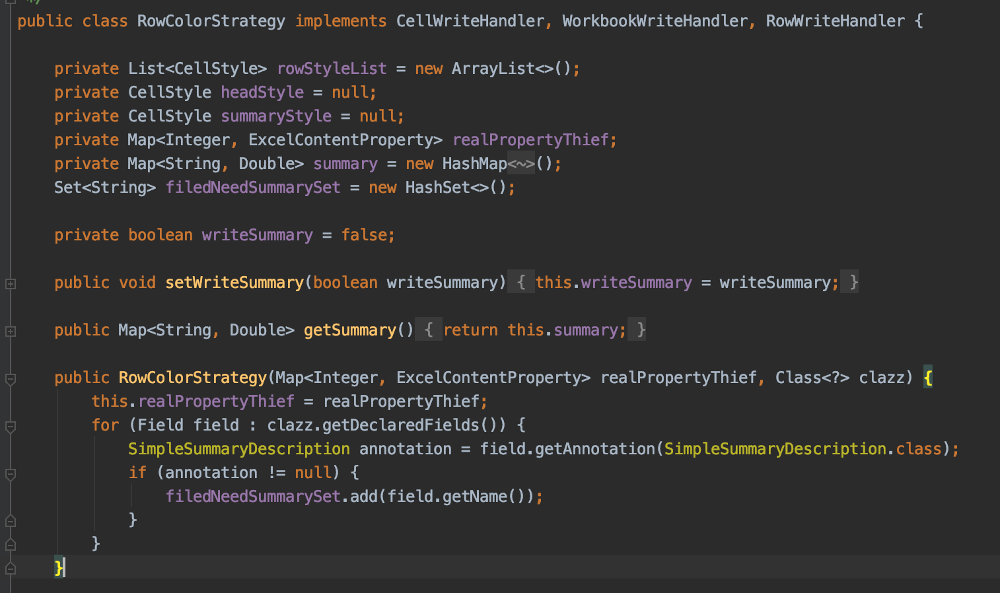 */
public class RowColorStrategy implements CellWriteHandler, WorkbookWriteHandler, RowWriteHandler {
private List<CellStyle> rowStyleList = new ArrayList<>();
private CellStyle headStyle = null;
private CellStyle summaryStyle = null;
private Map<Integer, ExcelContentProperty> realPropertyThief;
private Map<String, Double> summary = new HashMap<~>();
Set<String> filedNeedSummarySet = new HashSet<>();
private boolean writeSummary = false;
public void setWriteSummary(boolean writeSummary) { this.writeSummary = writeSummary; }
public Map<String, Double> getSummary() { return this.summary; }
public RowColorStrategy(Map<Integer, ExcelContentProperty> realPropertyThief, Class<?> clazz) {
this.realPropertyThief = realPropertyThief;
for (Field field : clazz.getDeclaredFields()) {
SimpleSummaryDescription annotation = field.getAnnotation(SimpleSummaryDescription.class);
if (annotation != null) {
filedNeedSummarySet.add(field.getName());
}
}
}